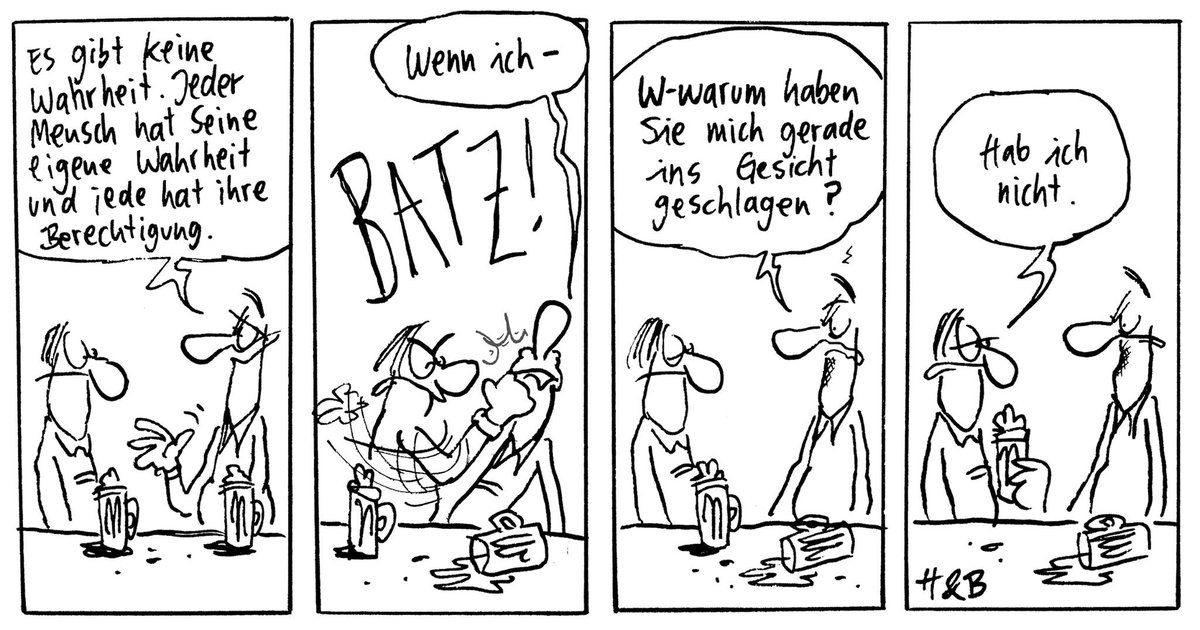 Es gibt keine
Wahrheit. Jeder
Mensch hat seine
eigene Wahrheit
und jede hat ihre
Berechtigung.
Wenn ich -
BATZ!
W-warum haben
Sie mich gerade
ins Gesicht
geschlagen?
Hab ich
nicht.
H&B